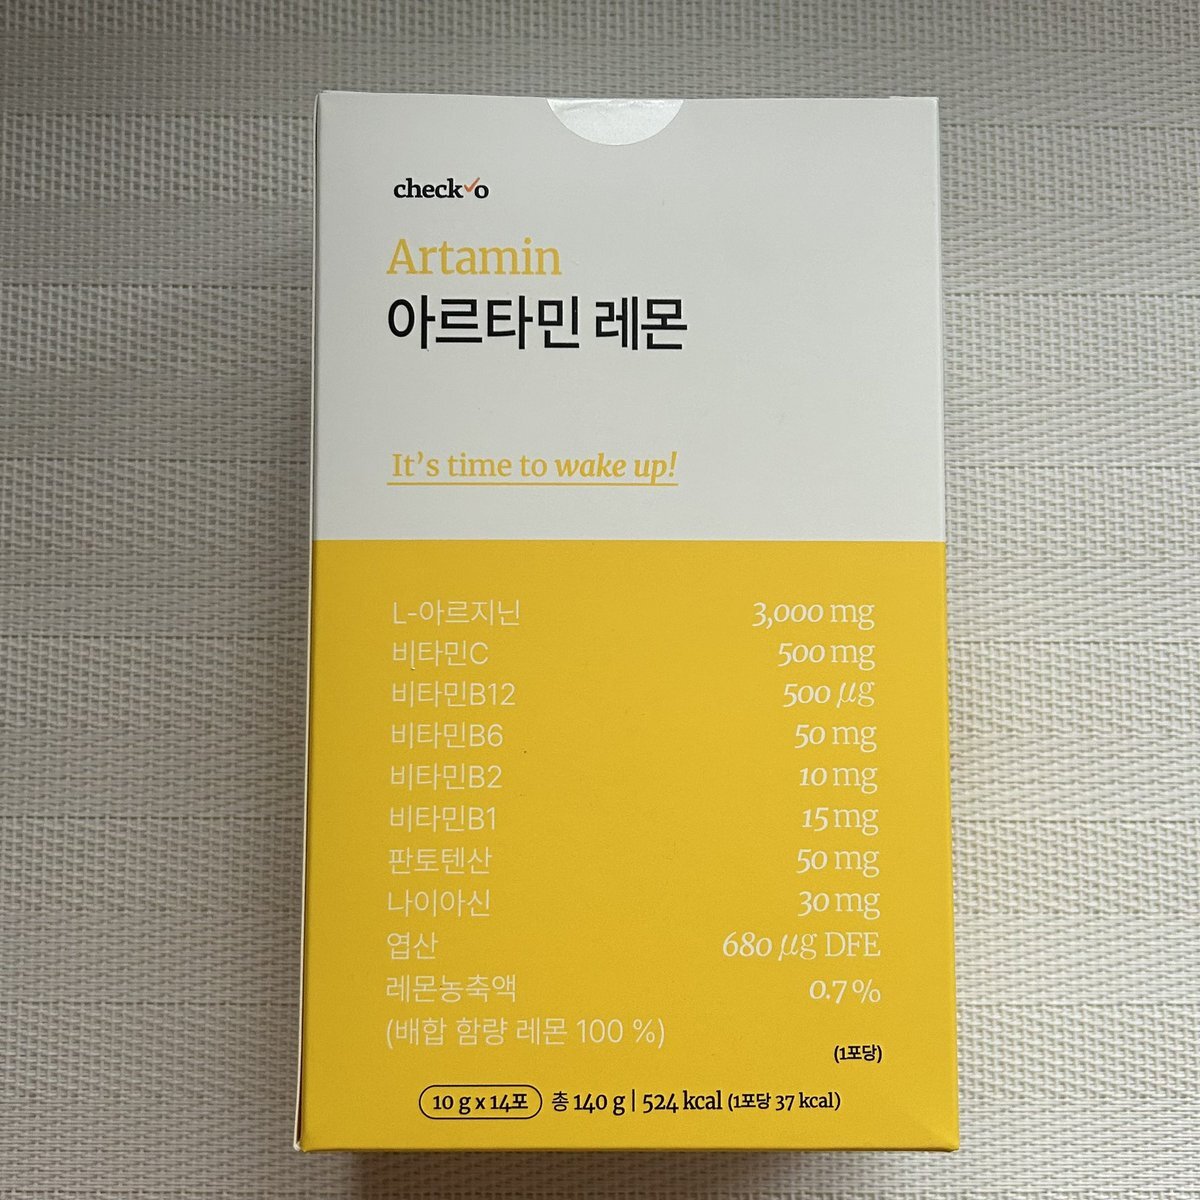 check✓o
Artamin
아르타민 레몬
It's time to wake up!
L-아르지닌 3,000 mg
비타민C 500 mg
비타민B12 500 µg
비타민B6 50 mg
비타민B2 10 mg
비타민B1 15 mg
판토텐산 50 mg
나이아신 30 mg
엽산 680 µg DFE
레몬농축액 0.7 %
(배합 함량 레몬 100 %)
(1포당)
10 g x 14포 총 140 g | 524 kcal (1포당 37 kcal)